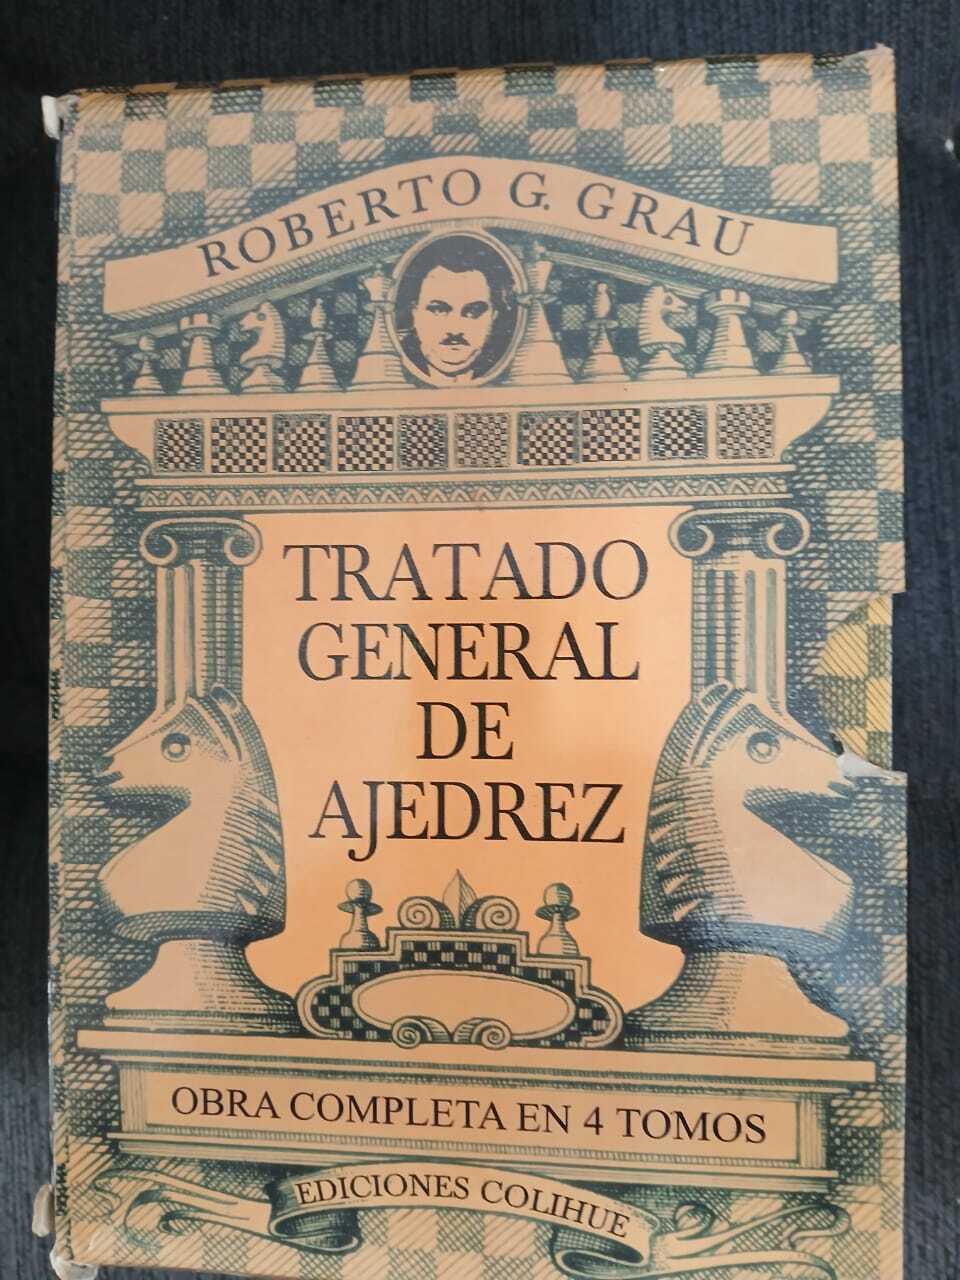 ROBERTO G. GRAU
TRATADO
GENERAL
DE
AJEDREZ
OBRA COMPLETA EN 4 TOMOS
EDICIONES COLIHUE